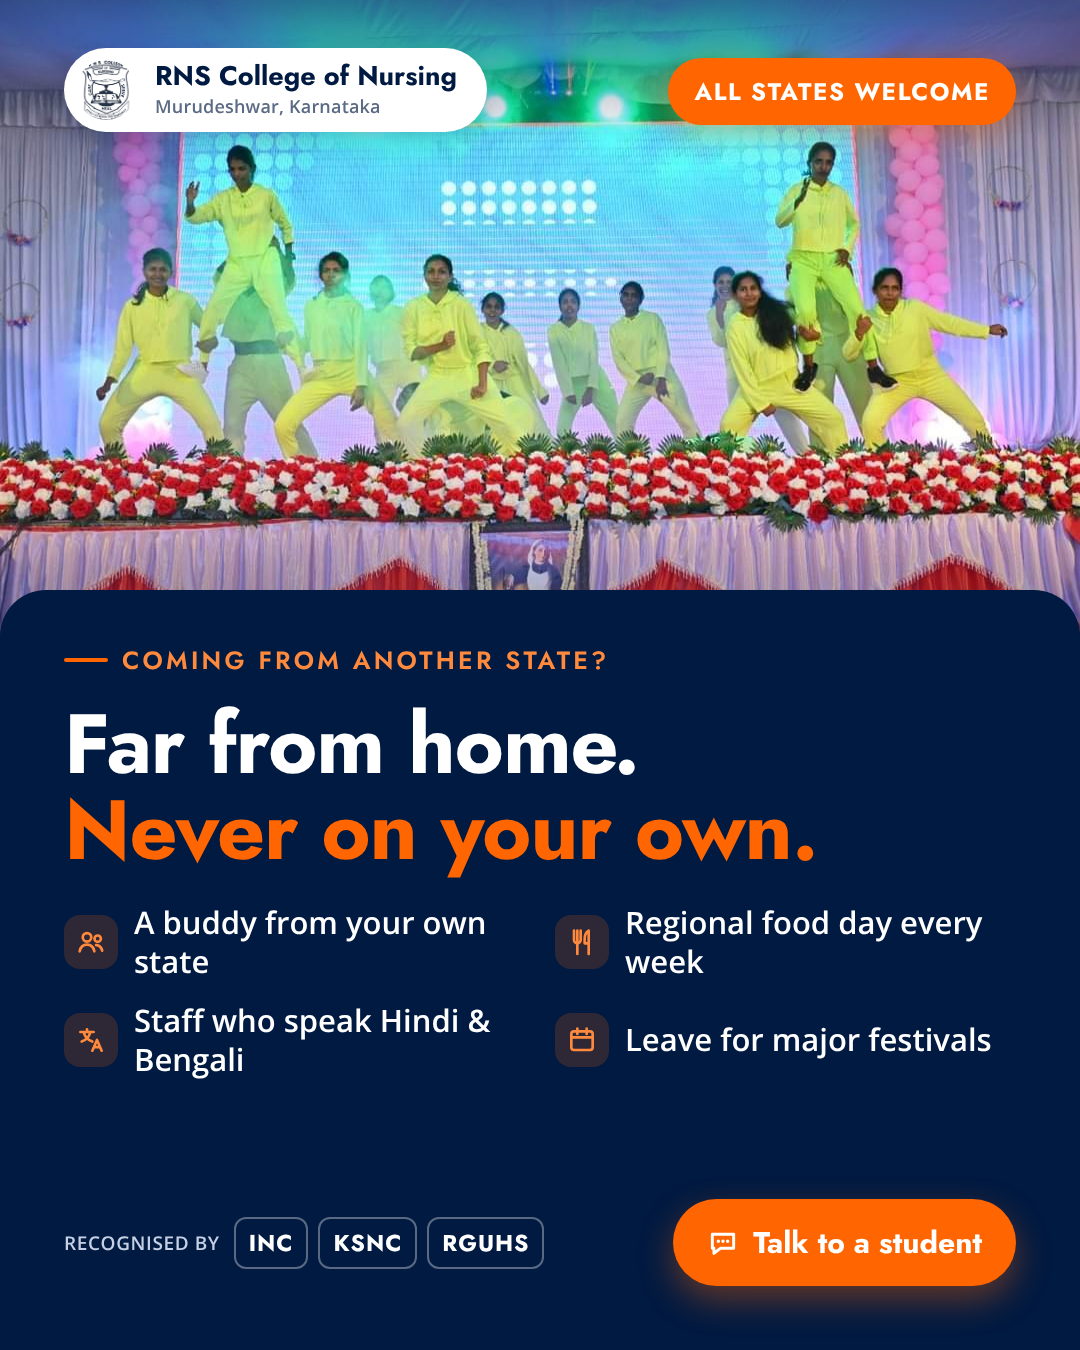 RNS College of Nursing
Murudeshwar, Karnataka
ALL STATES WELCOME
COMING FROM ANOTHER STATE?
Far from home.
Never on your own.
A buddy from your own
state
Regional food day every
week
Staff who speak Hindi &
Bengali
Leave for major festivals
RECOGNISED BY
INC
KSNC
RGUHS
Talk to a student